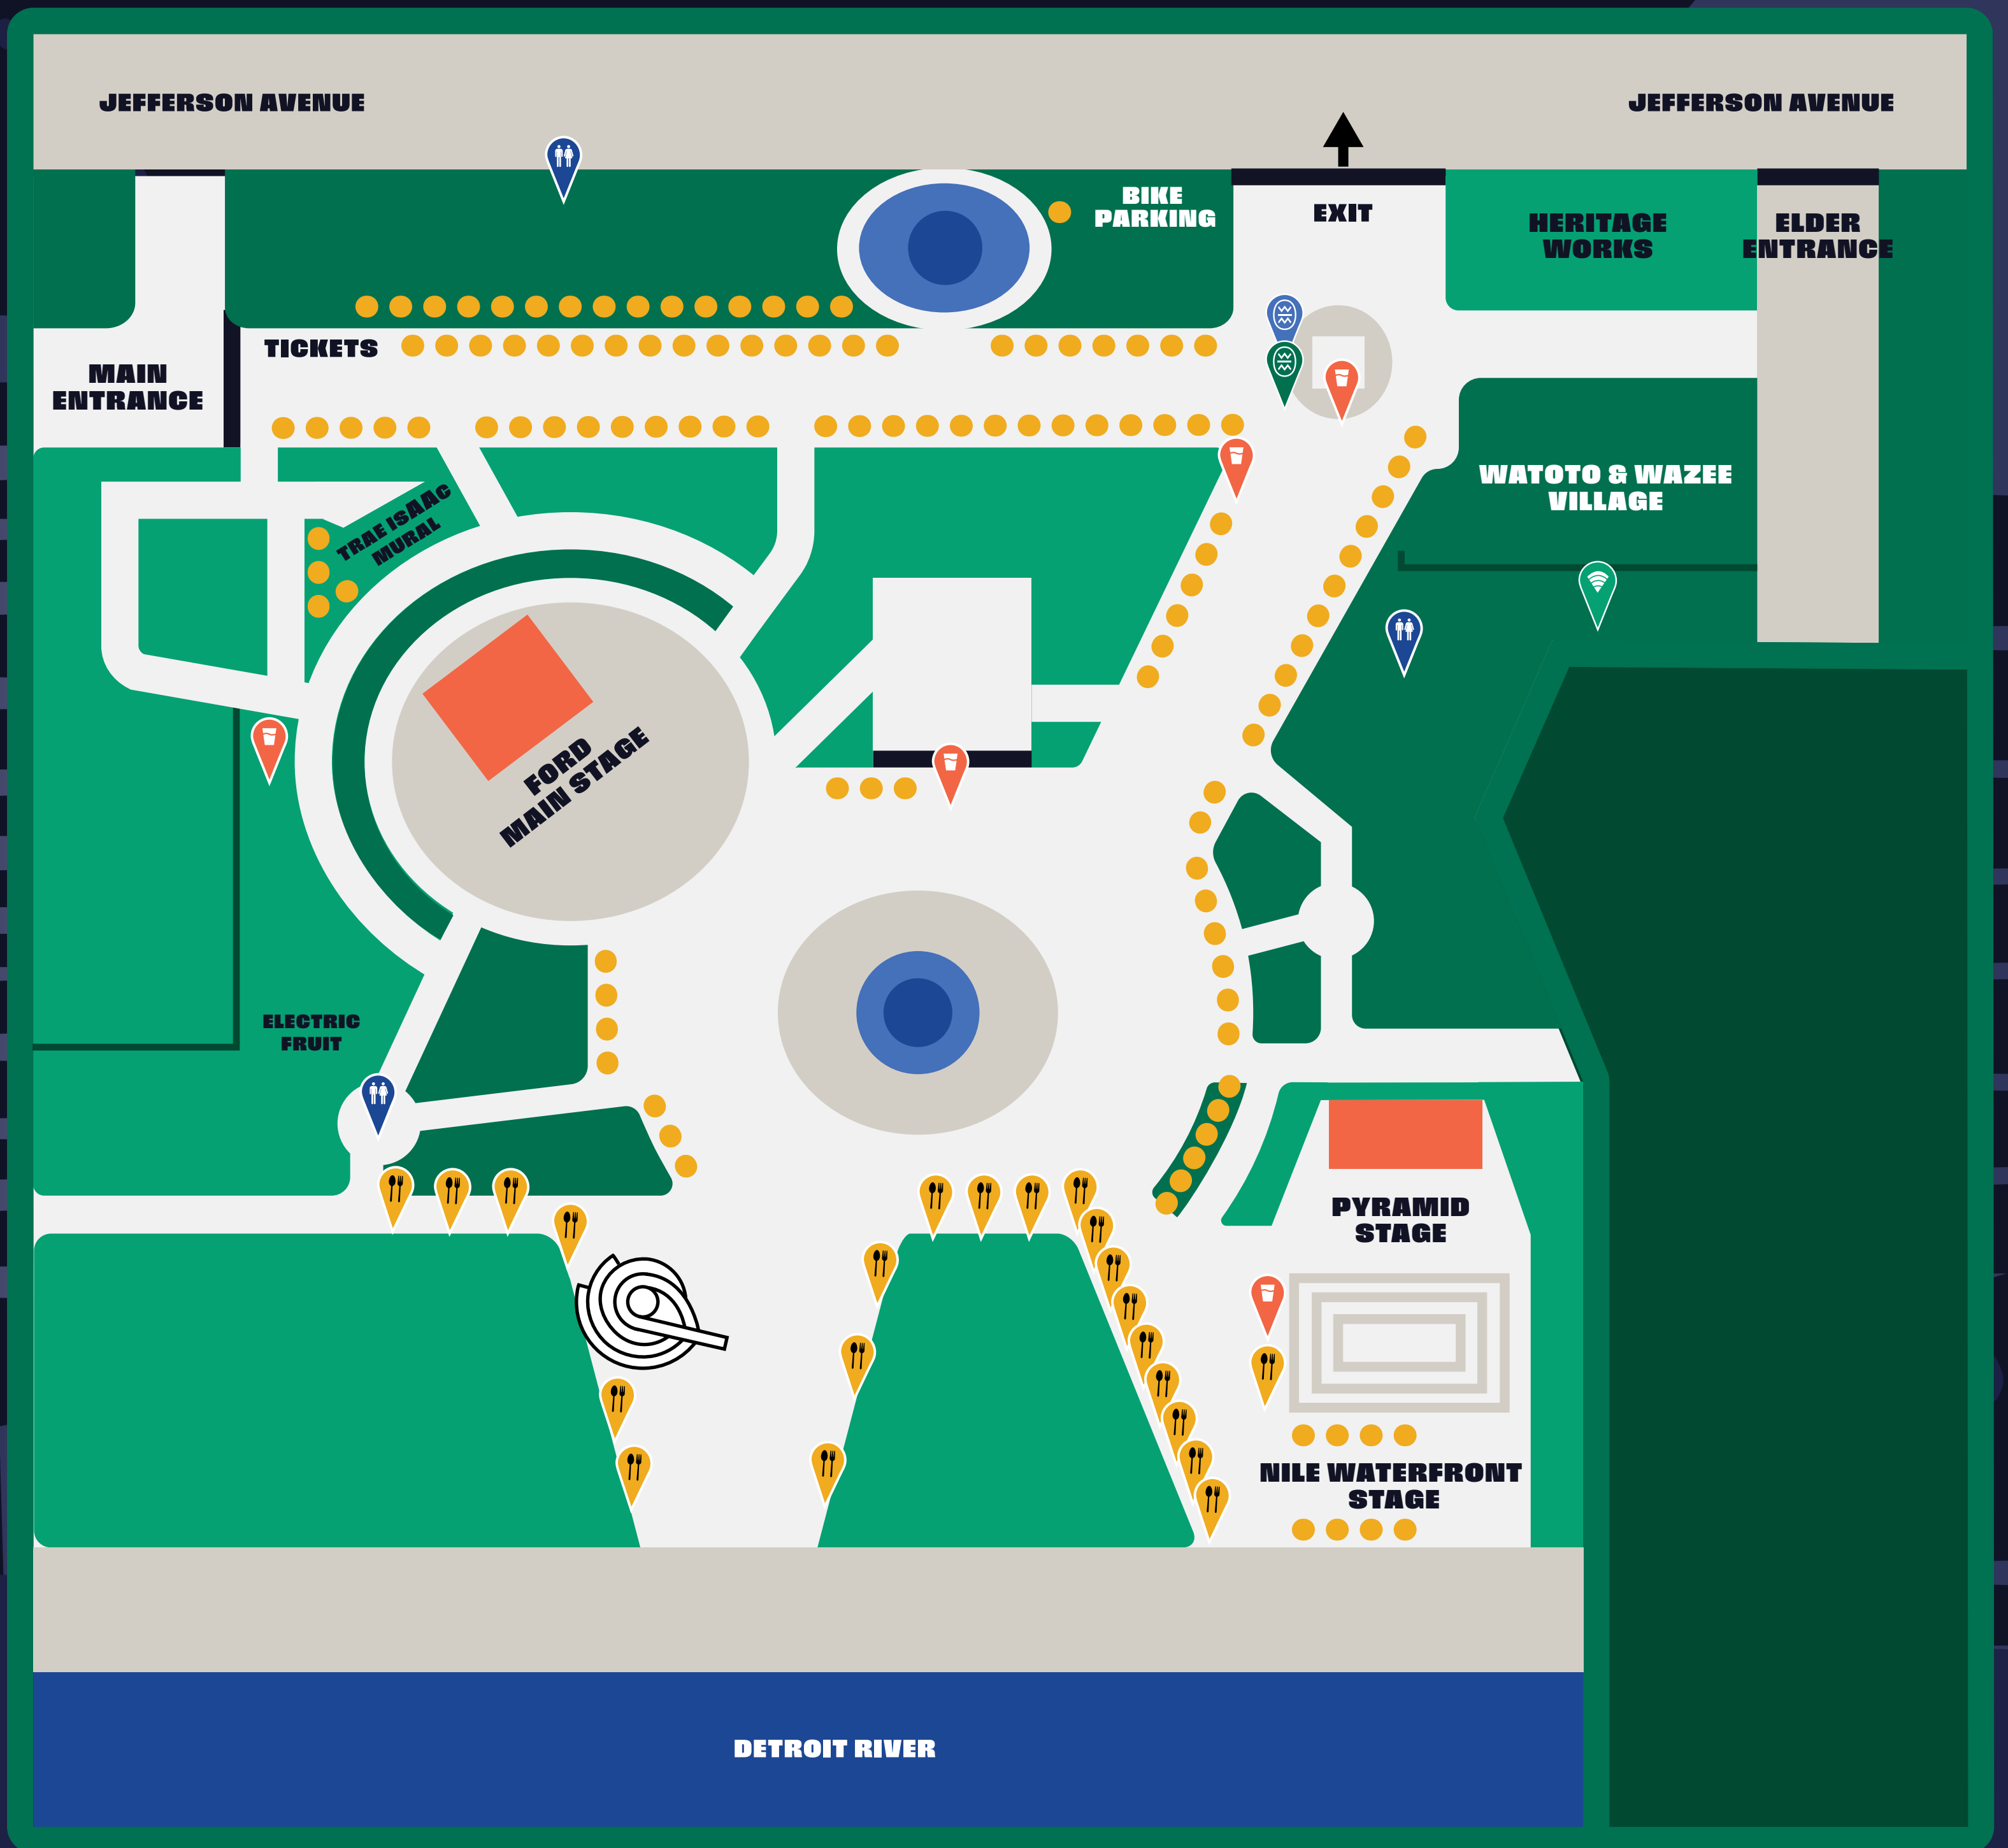 JEFFERSON AVENUE
JEFFERSON AVENUE
BIKE
PARKING
EXIT
HERITAGE
WORKS
ELDER
ENTRANCE
TICKETS
MAIN
ENTRANCE
TRAE ISAAC
MURAL
WATOTO & WAZEE
VILLAGE
FORD
MAIN STAGE
ELECTRIC
FRUIT
PYRAMID
STAGE
NILE WATERFRONT
STAGE
DETROIT RIVER